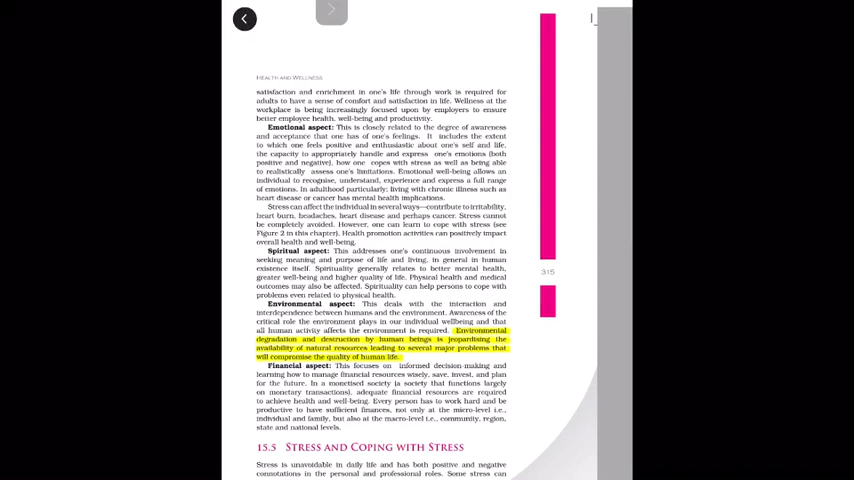 HEALTH AND WELLNESS
satisfaction and enrichment in one's life through work is required for
adults to have a sense of comfort and satisfaction in life. Wellness at the
workplace is being increasingly focused upon by employers to ensure
better employee health, well-being and productivity.
Emotional aspect: This is closely related to the degree of awareness
and acceptance that one has of one's feelings. It includes the extent
to which one feels positive and enthusiastic about one's self and life,
the capacity to appropriately handle and express one's emotions (both
positive and negative), how one copes with stress as well as being able
to realistically assess one's limitations. Emotional well-being allows an
individual to recognise, understand, experience and express a full range
of emotions. In adulthood particularly; living with chronic illness such as
heart disease or cancer has mental health implications.
Stress can affect the individual in several ways—contribute to irritability,
heart burn, headaches, heart disease and perhaps cancer. Stress cannot
be completely avoided. However, one can learn to cope with stress (see
Figure 2 in this chapter). Health promotion activities can positively impact
overall health and well-being.
Spiritual aspect: This addresses one's continuous involvement in
seeking meaning and purpose of life and living, in general in human
existence itself. Spirituality generally relates to better mental health,
greater well-being and higher quality of life. Physical health and medical
outcomes may also be affected. Spirituality can help persons to cope with
problems even related to physical health.
315
Environmental aspect: This deals with the interaction and
interdependence between humans and the environment. Awareness of the
critical role the environment plays in our individual wellbeing and that
all human activity affects the environment is required. Environmental
degradation and destruction by human beings is jeopardising the
availability of natural resources leading to several major problems that
will compromise the quality of human life.
Financial aspect: This focuses on informed decision-making and
learning how to manage financial resources wisely, save, invest, and plan
for the future. In a monetised society (a society that functions largely
on monetary transactions), adequate financial resources are required
to achieve health and well-being. Every person has to work hard and be
productive to have sufficient finances, not only at the micro-level i.e.,
individual and family, but also at the macro-level i.e., community, region,
state and national levels.
15.5 STRESS AND COPING WITH STRESS
Stress is unavoidable in daily life and has both positive and negative
connotations in the personal and professional roles. Some stress can